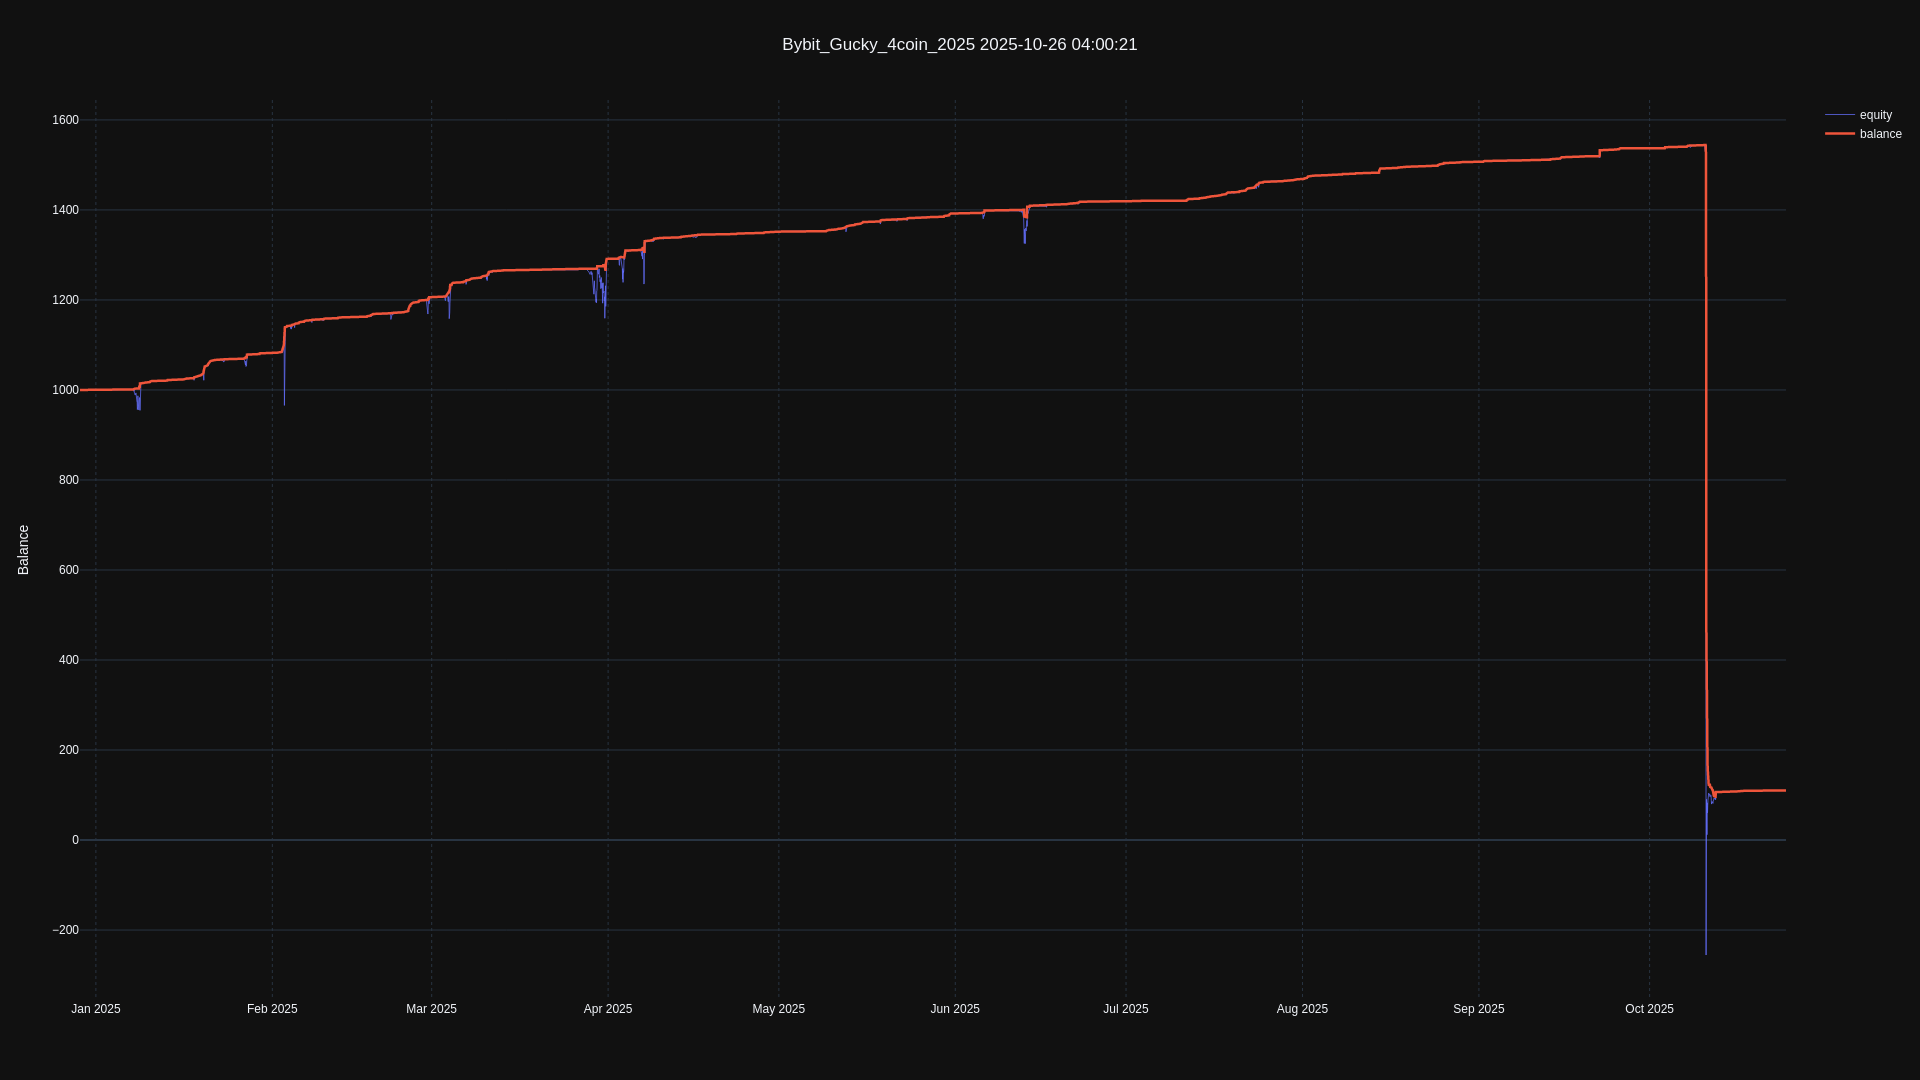 Bybit_Gucky_4coin_2025 2025-10-26 04:00:21
equity
balance
Balance
1600
1400
1200
1000
800
600
400
200
0
−200
Jan 2025
Feb 2025
Mar 2025
Apr 2025
May 2025
Jun 2025
Jul 2025
Aug 2025
Sep 2025
Oct 2025